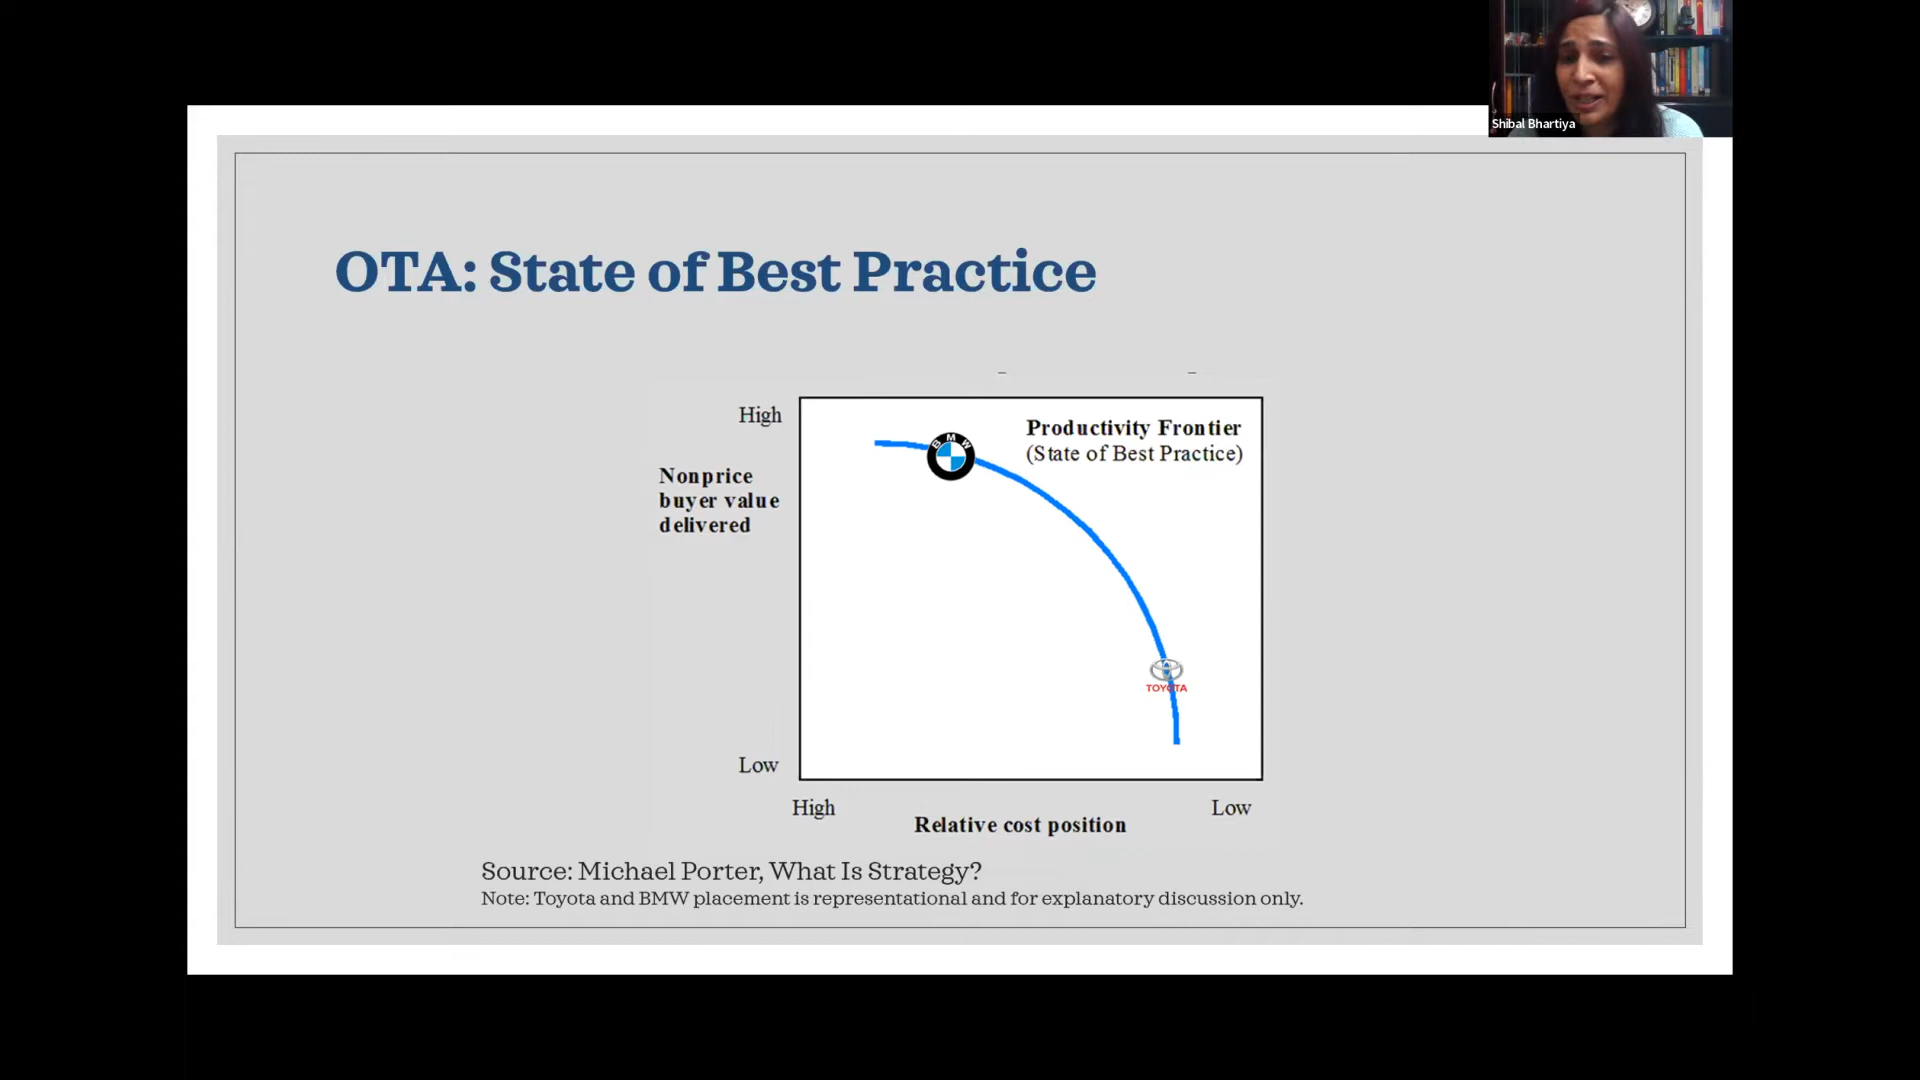 Shibal Bhartiya
OTA: State of Best Practice
High
Productivity Frontier
(State of Best Practice)
BMW
Nonprice
buyer value
delivered
TOYOTA
Low
High
Low
Relative cost position
Source: Michael Porter, What Is Strategy?
Note: Toyota and BMW placement is representational and for explanatory discussion only.